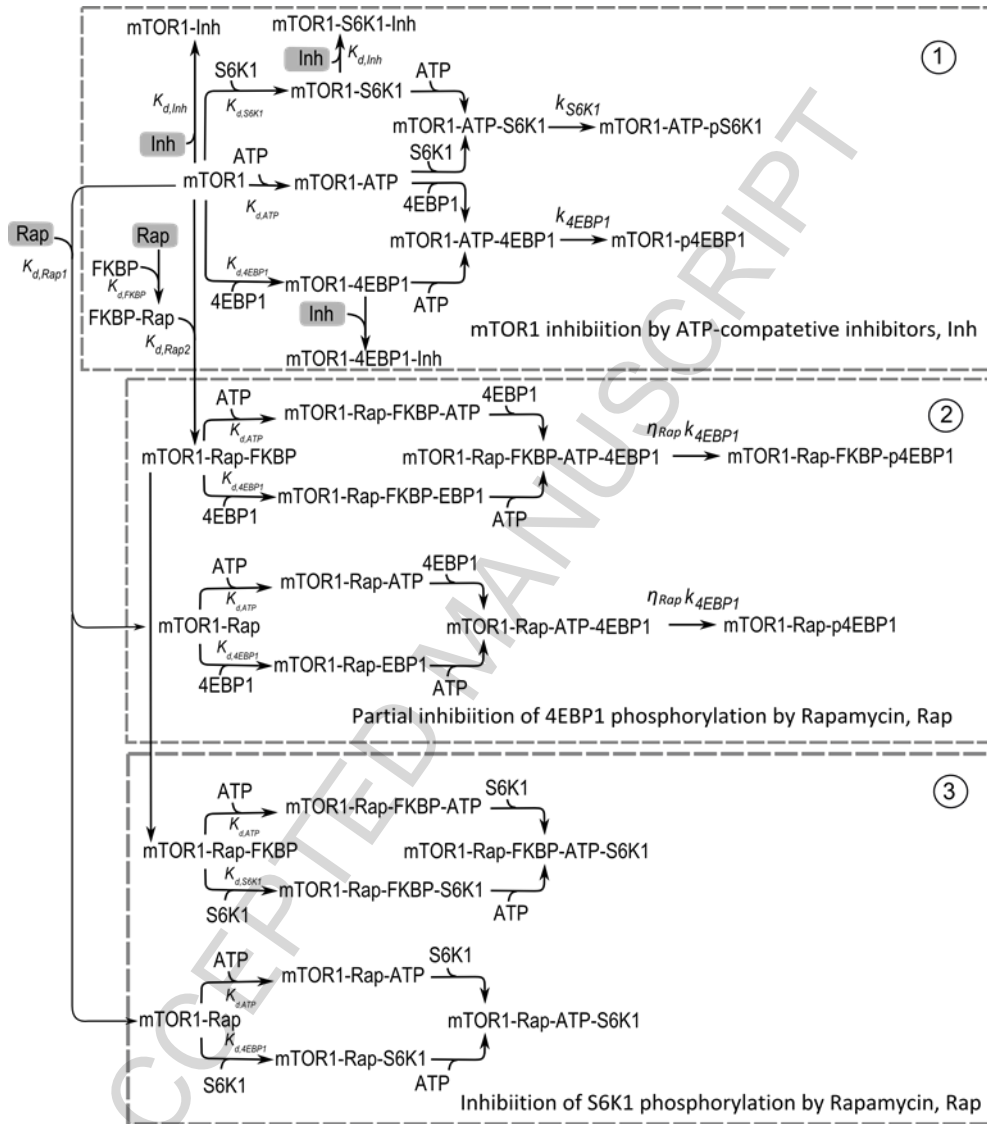 mTOR1-Inh
mTOR1-S6K1-Inh
1
Inh
K_d,Inh
S6K1
ATP
mTOR1-S6K1
K_d,Inh
K_d,S6K1
k_S6K1
mTOR1-ATP-S6K1
mTOR1-ATP-pS6K1
Inh
ATP
S6K1
mTOR1
mTOR1-ATP
K_d,ATP
4EBP1
k_4EBP1
Rap
Rap
mTOR1-ATP-4EBP1
mTOR1-p4EBP1
K_d,Rap1
FKBP
K_d,4EBP1
K_d,FKBP
mTOR1-4EBP1
4EBP1
ATP
FKBP-Rap
Inh
K_d,Rap2
mTOR1 inhibiition by ATP-compatetive inhibitors, Inh
mTOR1-4EBP1-Inh
ATP
4EBP1
2
mTOR1-Rap-FKBP-ATP
K_d,ATP
η_Rap k_4EBP1
mTOR1-Rap-FKBP
mTOR1-Rap-FKBP-ATP-4EBP1
mTOR1-Rap-FKBP-p4EBP1
K_d,4EBP1
mTOR1-Rap-FKBP-EBP1
4EBP1
ATP
ATP
4EBP1
mTOR1-Rap-ATP
K_d,ATP
η_Rap k_4EBP1
mTOR1-Rap
mTOR1-Rap-ATP-4EBP1
mTOR1-Rap-p4EBP1
K_d,4EBP1
mTOR1-Rap-EBP1
4EBP1
ATP
Partial inhibiition of 4EBP1 phosphorylation by Rapamycin, Rap
ATP
S6K1
3
mTOR1-Rap-FKBP-ATP
K_d,ATP
mTOR1-Rap-FKBP
mTOR1-Rap-FKBP-ATP-S6K1
K_d,S6K1
mTOR1-Rap-FKBP-S6K1
S6K1
ATP
ATP
S6K1
mTOR1-Rap-ATP
K_d,ATP
mTOR1-Rap
mTOR1-Rap-ATP-S6K1
K_d,4EBP1
mTOR1-Rap-S6K1
S6K1
ATP
Inhibiition of S6K1 phosphorylation by Rapamycin, Rap
CCEPTED MANUSCRIPT